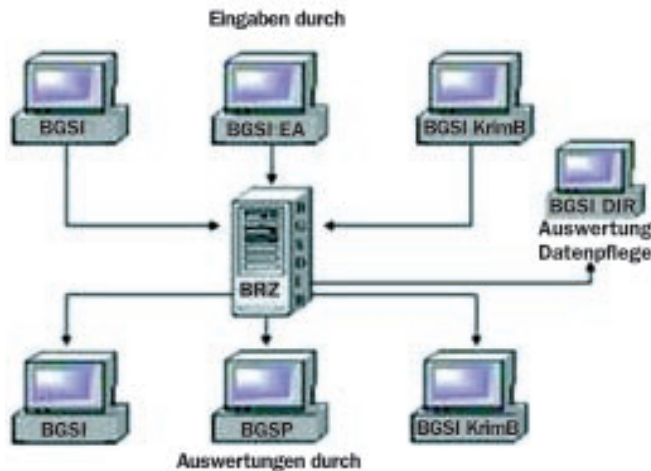 Eingaben durch
BGSI
BGSI EA
BGSI KrimB
BGSI DIR
Auswertung
Datenpflege
BRZ
BGSI
BGSP
BGSI KrimB
Auswertungen durch